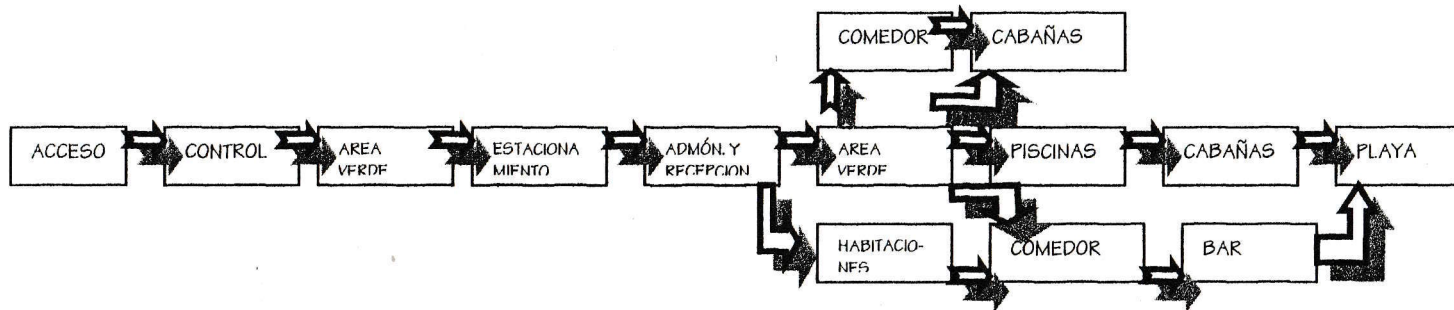 COMEDOR
CABAÑAS
ACCESO
CONTROL
AREA
VERDE
ESTACIONA
MIENTO
ADMÓN. Y
RECEPCION
AREA
VERDE
PISCINAS
CABAÑAS
PLAYA
HABITACIO-
NES
COMEDOR
BAR